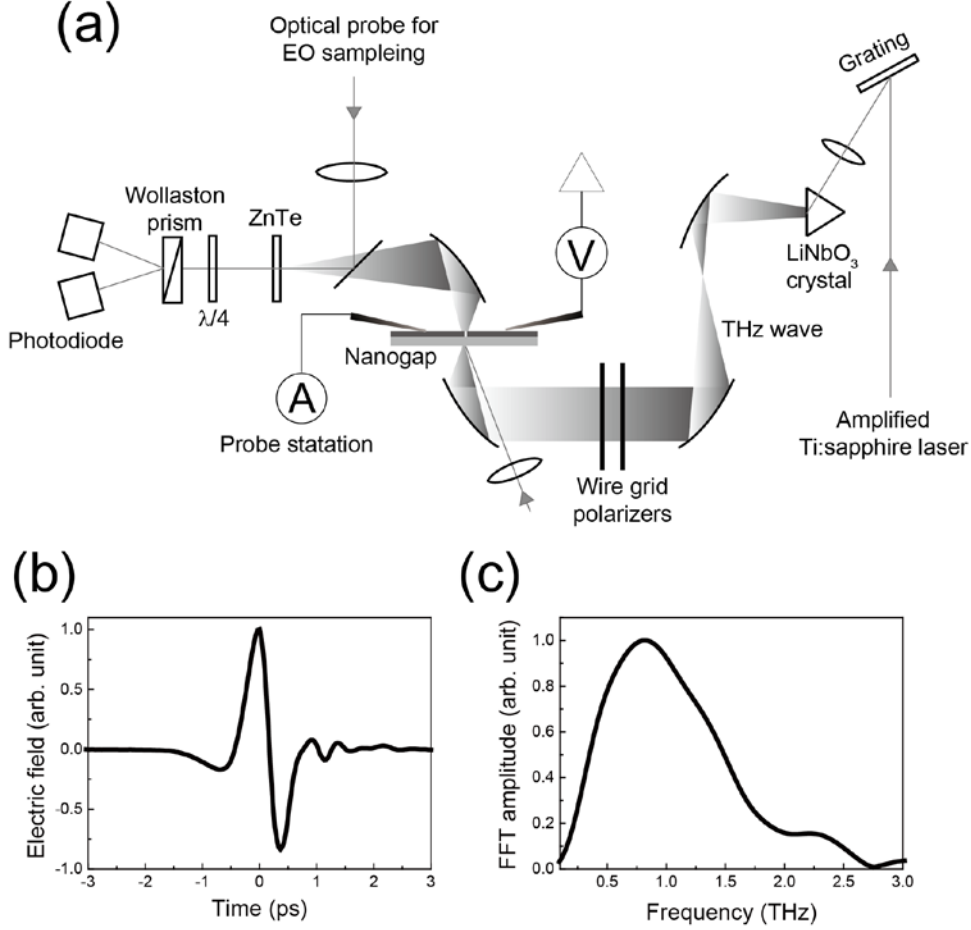 (a)
Optical probe for
EO sampleing
Grating
Wollaston
prism
ZnTe
V
LiNbO3
crystal
λ/4
THz wave
Photodiode
Nanogap
A
Probe statation
Amplified
Ti:sapphire laser
Wire grid
polarizers
(b)
Electric field (arb. unit)
1.0
0.5
0.0
-0.5
-1.0
-3 -2 -1 0 1 2 3
Time (ps)
(c)
FFT amplitude (arb. unit)
1.0
0.8
0.6
0.4
0.2
0.0
0.5 1.0 1.5 2.0 2.5 3.0
Frequency (THz)